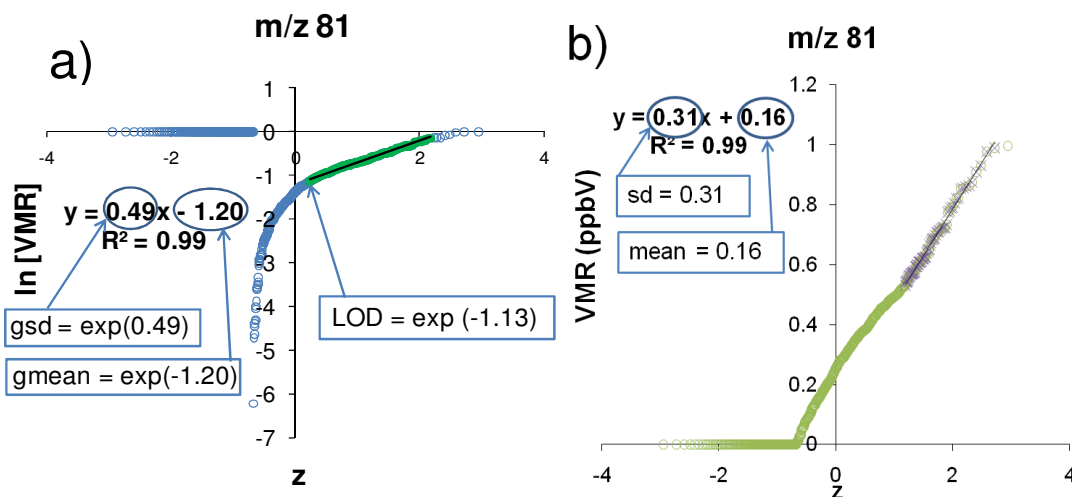 a)
m/z 81
1
0
-1
-2
-3
-4
-5
-6
-7
-4
-2
0
2
4
ln [VMR]
y = 0.49x - 1.20
R² = 0.99
gsd = exp(0.49)
gmean = exp(-1.20)
LOD = exp (-1.13)
z
b)
m/z 81
1.2
1
0.8
0.6
0.4
0.2
0
-4
-2
0
2
4
VMR (ppbV)
y = 0.31x + 0.16
R² = 0.99
sd = 0.31
mean = 0.16
z